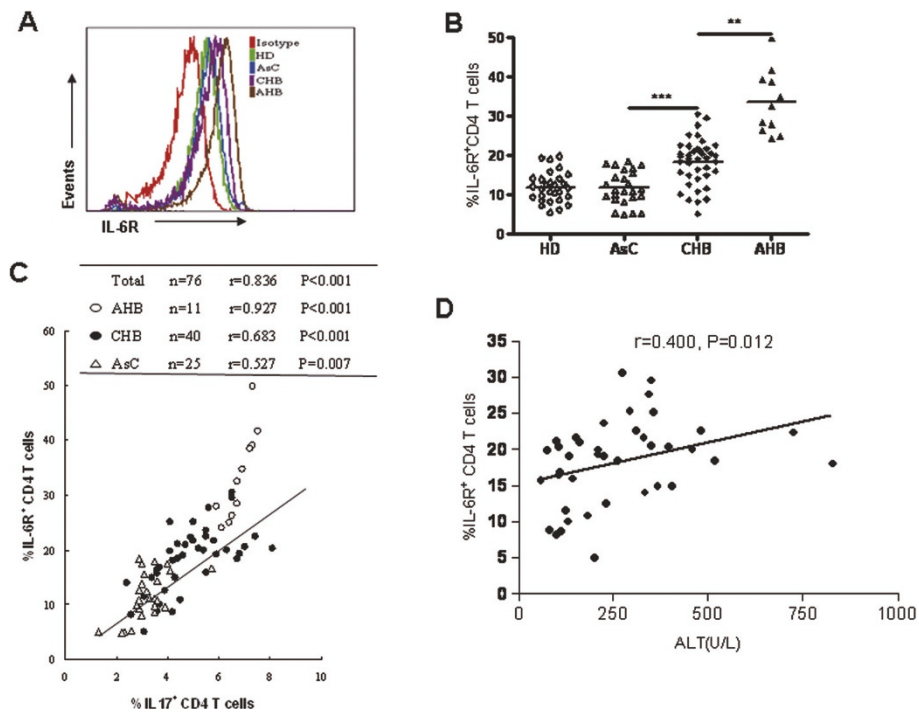 A
Isotype
HD
AsC
CHB
AHB
Events
IL-6R
B
**
***
%IL-6R+CD4 T cells
50
40
30
20
10
0
HD AsC CHB AHB
C
Total n=76 r=0.836 P<0.001
AHB n=11 r=0.927 P<0.001
CHB n=40 r=0.683 P<0.001
AsC n=25 r=0.527 P=0.007
%IL-6R+ CD4 T cells
60
50
40
30
20
10
0
0 2 4 6 8 10
%IL17+ CD4 T cells
D
r=0.400, P=0.012
%IL-6R+ CD4 T cells
35
30
25
20
15
10
5
0
0 250 500 750 1000
ALT(U/L)